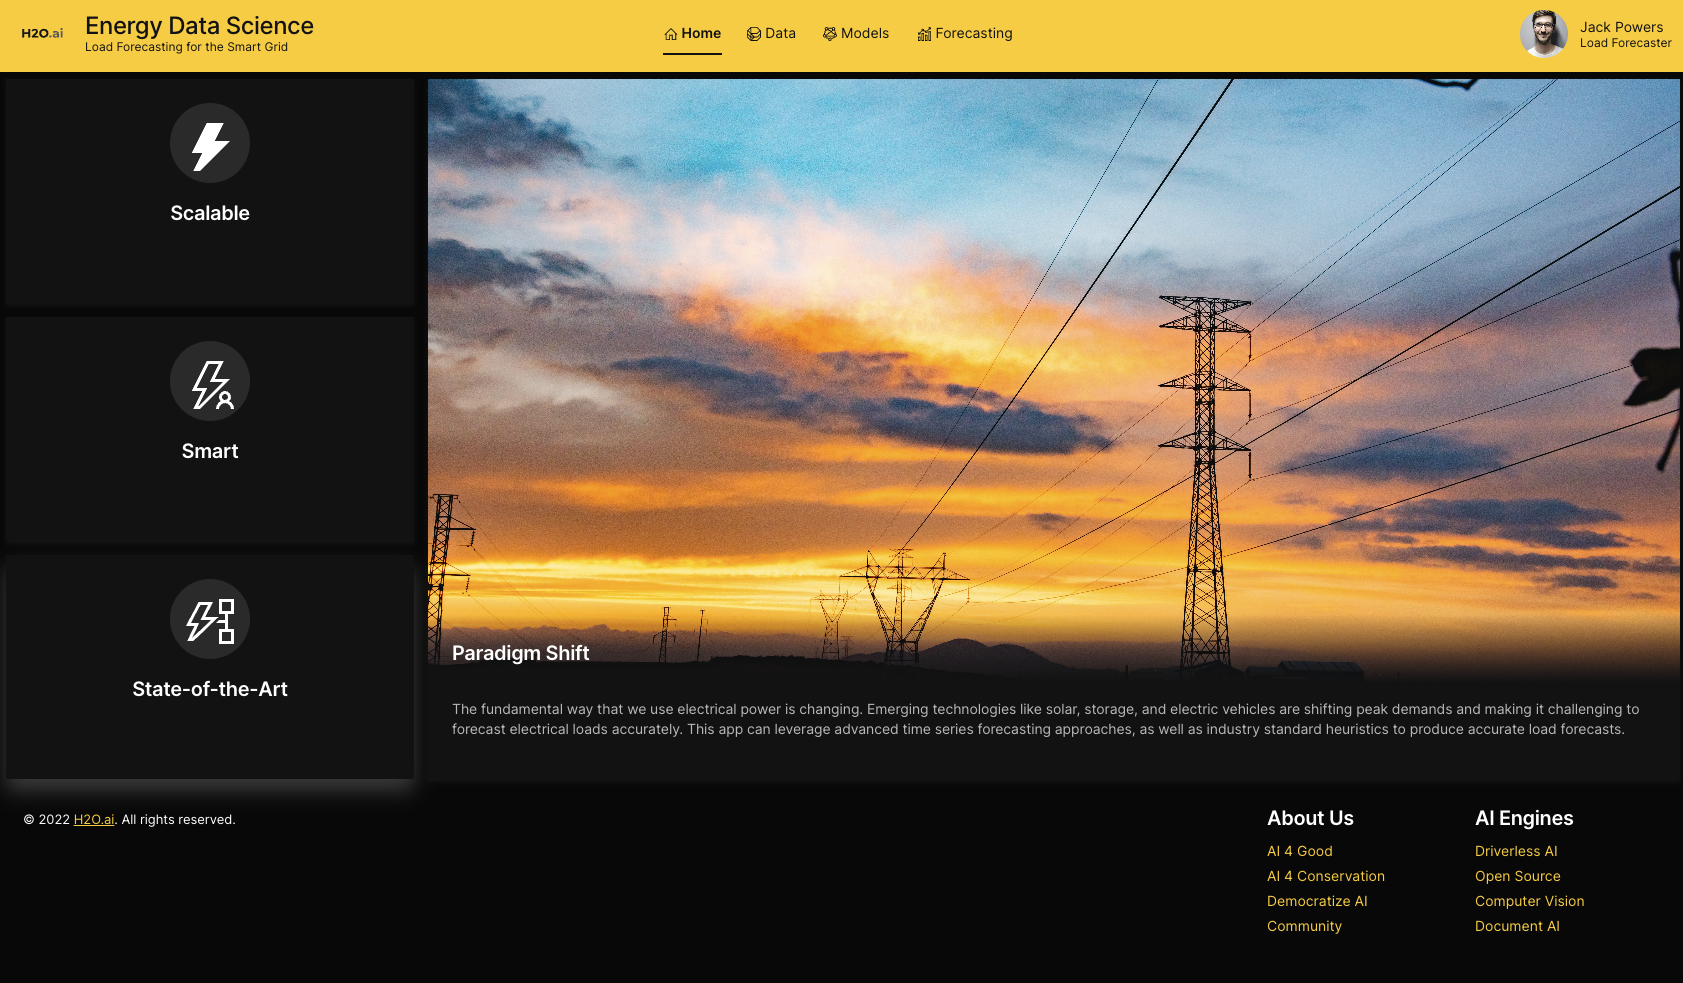 H2O.ai
Energy Data Science
Load Forecasting for the Smart Grid
Home
Data
Models
Forecasting
Jack Powers
Load Forecaster
Scalable
Smart
State-of-the-Art
Paradigm Shift
The fundamental way that we use electrical power is changing. Emerging technologies like solar, storage, and electric vehicles are shifting peak demands and making it challenging to
forecast electrical loads accurately. This app can leverage advanced time series forecasting approaches, as well as industry standard heuristics to produce accurate load forecasts.
© 2022 H2O.ai. All rights reserved.
About Us
AI 4 Good
AI 4 Conservation
Democratize AI
Community
AI Engines
Driverless AI
Open Source
Computer Vision
Document AI